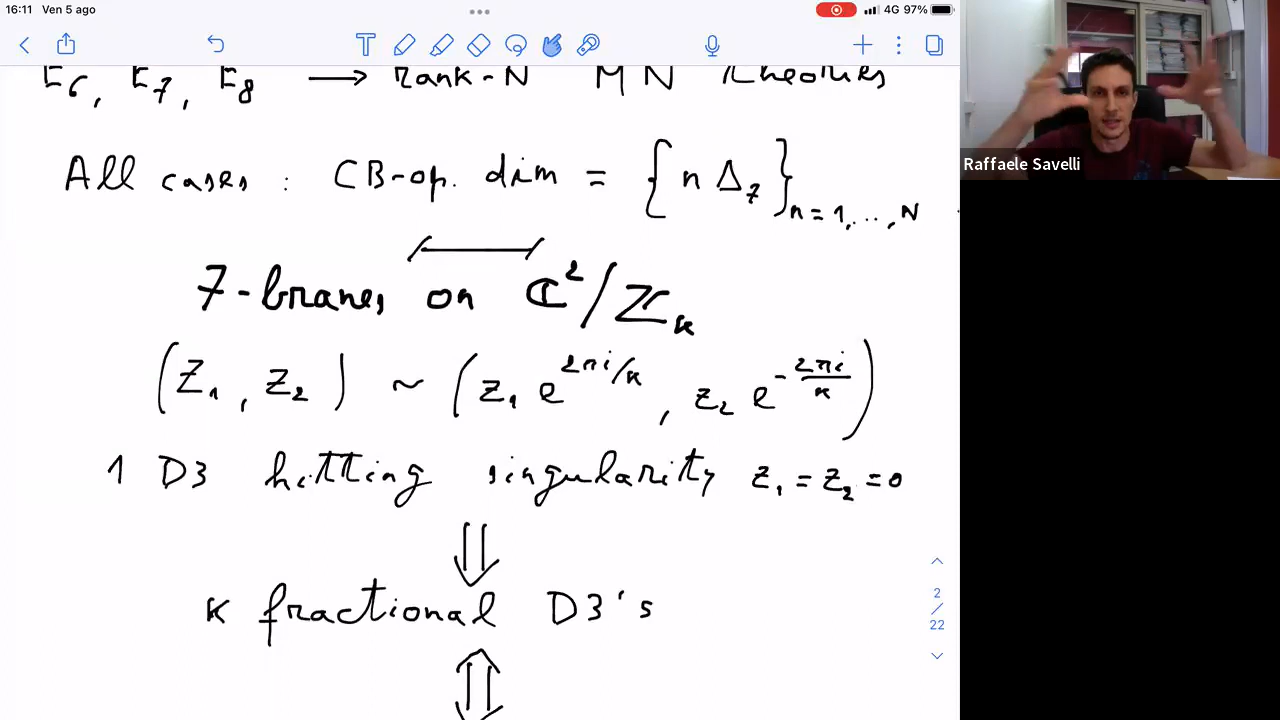 16:11 Ven 5 ago
4G 97%
E6, E7, E8 → rank-N MN theories
All cases : CB-op. dim = { n Δ7 } n = 1, ..., N
7-branes on ℂ²/ℤk
(Z1, Z2) ~ (z1 e^{2πi/k}, z2 e^{-2πi/k})
1 D3 hitting singularity z1 = z2 = 0
⇓
k fractional D3's
⇕
2 / 22
Raffaele Savelli